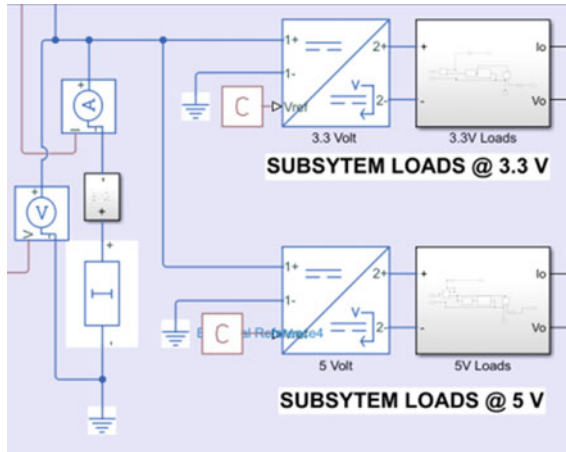 1+ 2+ + Io
1-
C Vref V 2- - Vo
3.3 Volt 3.3V Loads
SUBSYTEM LOADS @ 3.3 V
+
A
I -
-
+
+
V
V -
+
-
1+ 2+ + Io
1-
C V 2- - Vo
5 Volt 5V Loads
SUBSYTEM LOADS @ 5 V